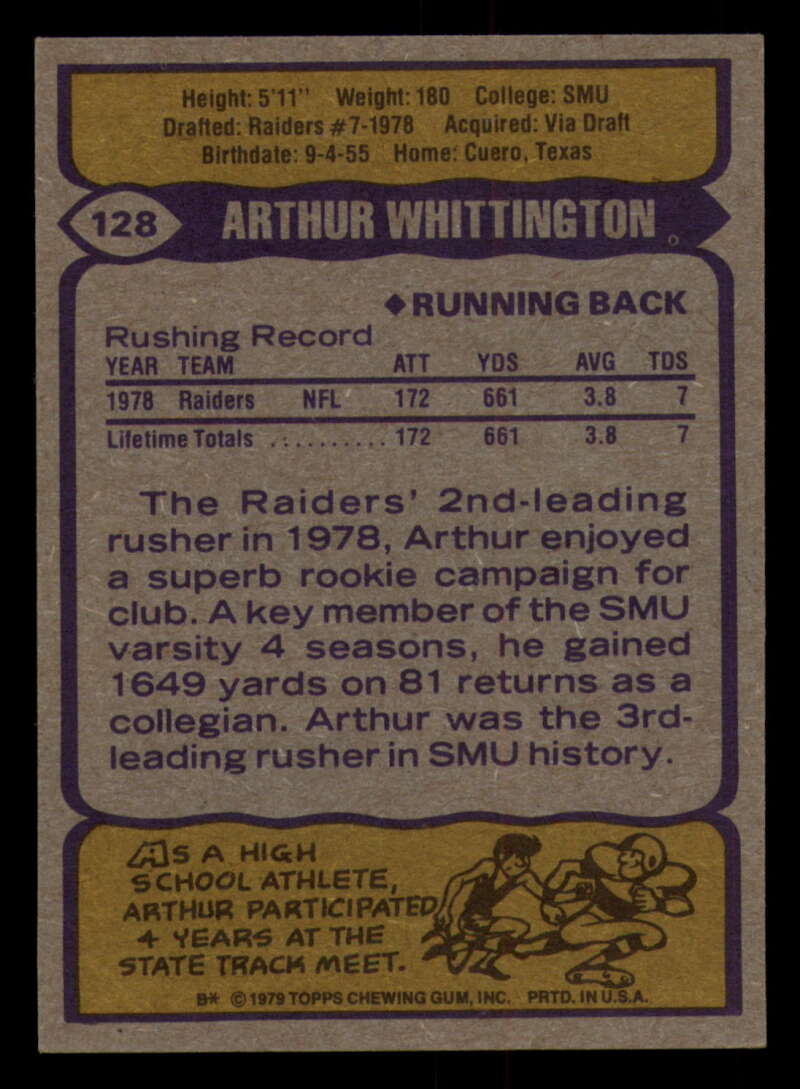 Height: 5'11" Weight: 180 College: SMU
Drafted: Raiders #7-1978 Acquired: Via Draft
Birthdate: 9-4-55 Home: Cuero, Texas
128 ARTHUR WHITTINGTON
◆RUNNING BACK
Rushing Record
YEAR TEAM ATT YDS AVG TDS
1978 Raiders NFL 172 661 3.8 7
Lifetime Totals .......... 172 661 3.8 7
The Raiders' 2nd-leading
rusher in 1978, Arthur enjoyed
a superb rookie campaign for
club. A key member of the SMU
varsity 4 seasons, he gained
1649 yards on 81 returns as a
collegian. Arthur was the 3rd-
leading rusher in SMU history.
AS A HIGH
SCHOOL ATHLETE,
ARTHUR PARTICIPATED
4 YEARS AT THE
STATE TRACK MEET.
B* © 1979 TOPPS CHEWING GUM, INC. PRTD. IN U.S.A.